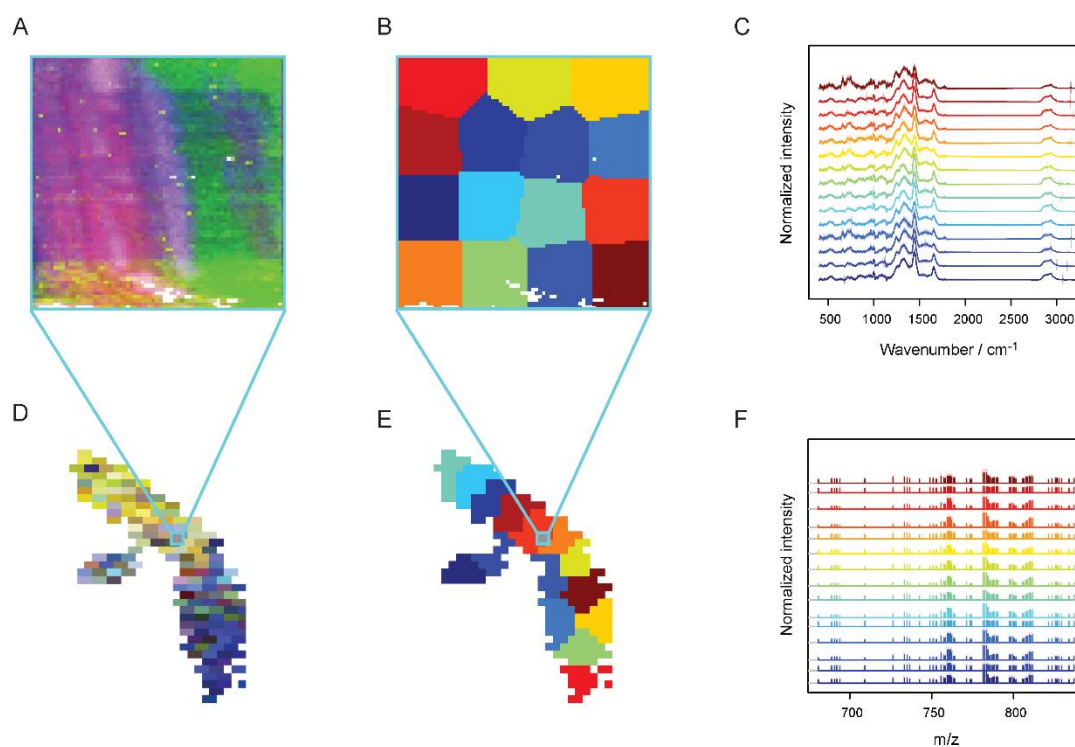 A
B
C
Normalized intensity
500 1000 1500 2000 2500 3000
Wavenumber / cm⁻¹
D
E
F
Normalized intensity
700 750 800
m/z